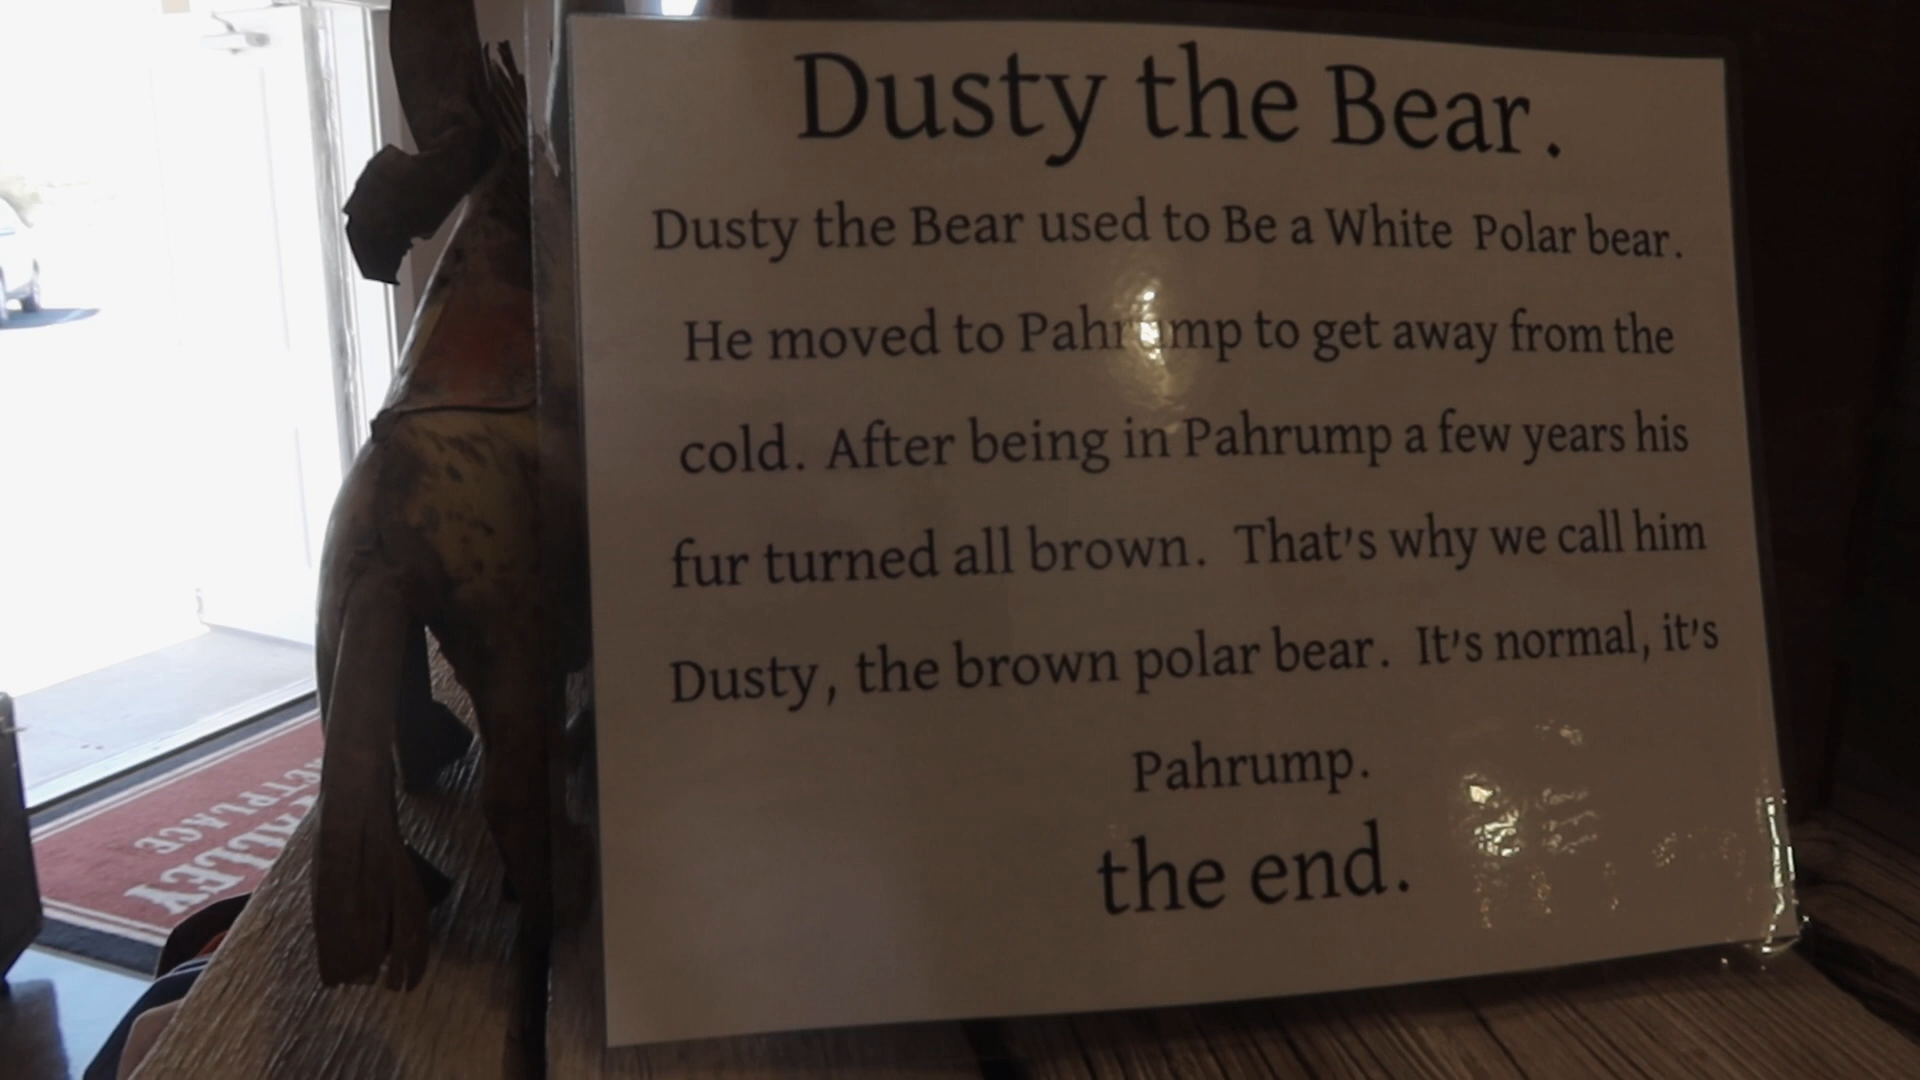 Dusty the Bear.
Dusty the Bear used to Be a White Polar bear.
He moved to Pahrump to get away from the
cold. After being in Pahrump a few years his
fur turned all brown. That's why we call him
Dusty, the brown polar bear. It's normal, it's
Pahrump.
the end.